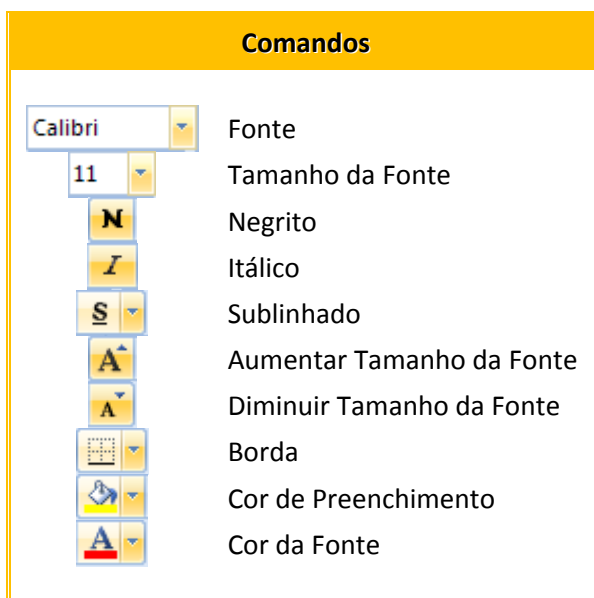 Comandos
Calibri Fonte
11 Tamanho da Fonte
N Negrito
I Itálico
S Sublinhado
A Aumentar Tamanho da Fonte
A Diminuir Tamanho da Fonte
Borda
Cor de Preenchimento
A Cor da Fonte